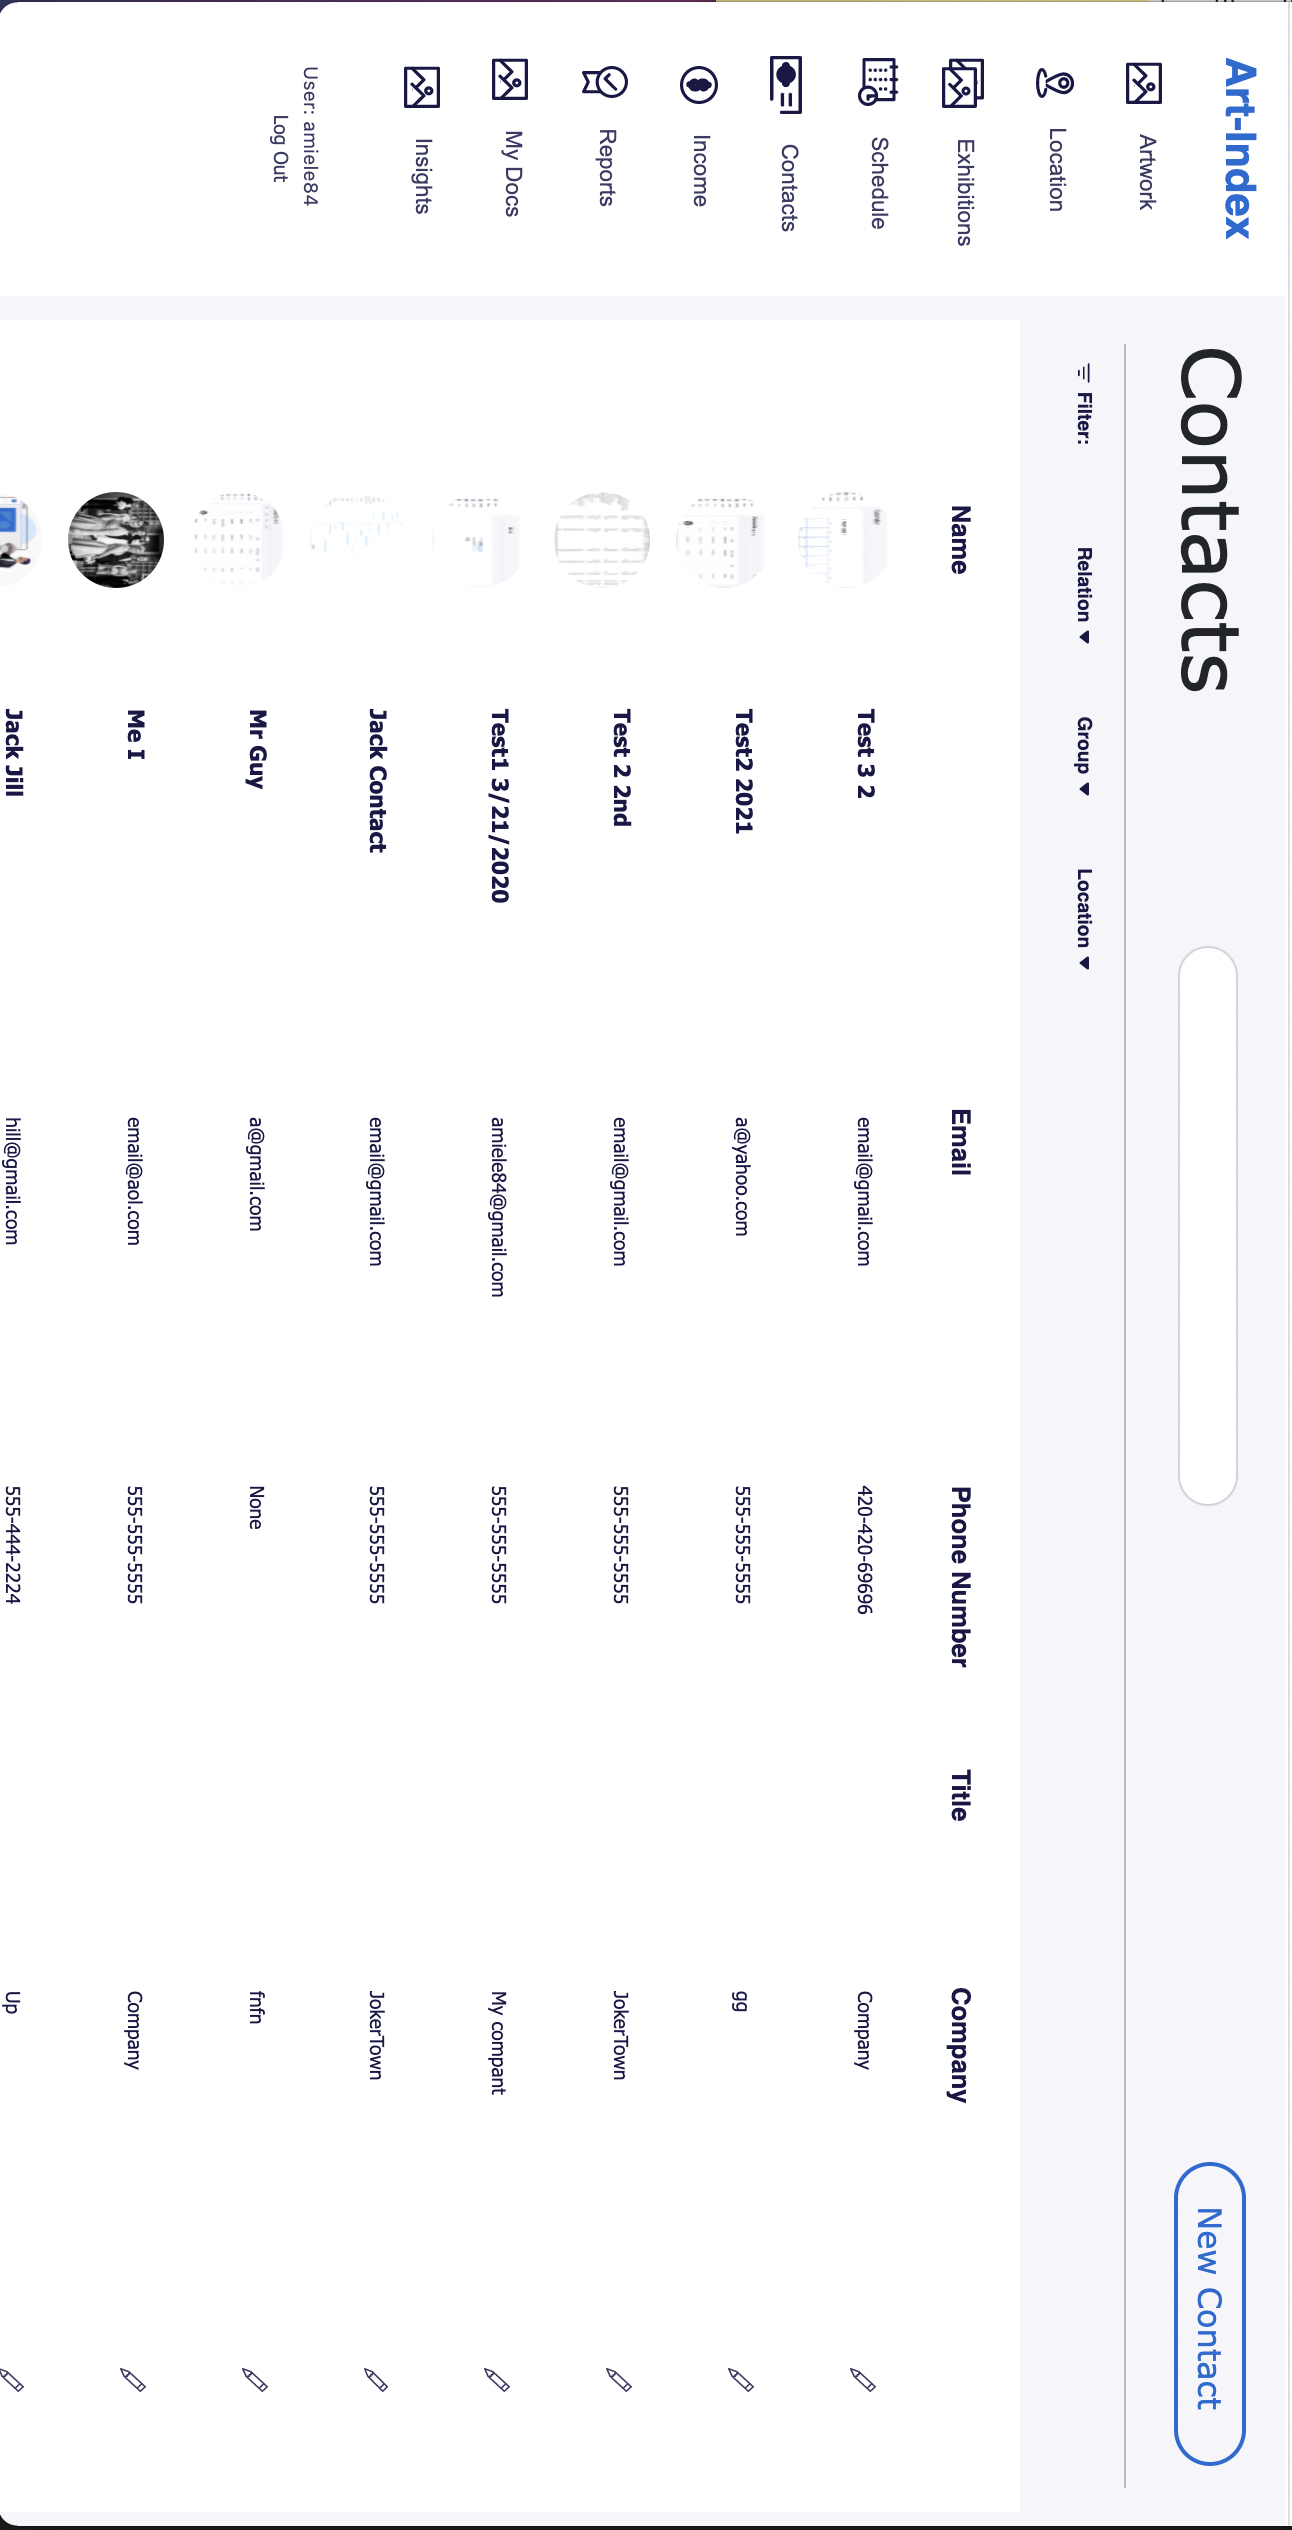 Art-Index
Artwork
Location
Exhibitions
Schedule
Contacts
Income
Reports
My Docs
Insights
User: amiele84
Log Out
Contacts
New Contact
Filter: Relation Group Location
Name Email Phone Number Title Company
Test 3 2 email@gmail.com 420-420-69696 Company
Test2 2021 a@yahoo.com 555-555-5555 gg
Test 2 2nd email@gmail.com 555-555-5555 JokerTown
Test1 3/21/2020 amiele84@gmail.com 555-555-5555 My compant
Jack Contact email@gmail.com 555-555-5555 JokerTown
Mr Guy a@gmail.com None fnfn
Me I email@aol.com 555-555-5555 Company
Jack Jill hill@gmail.com 555-444-2224 Up